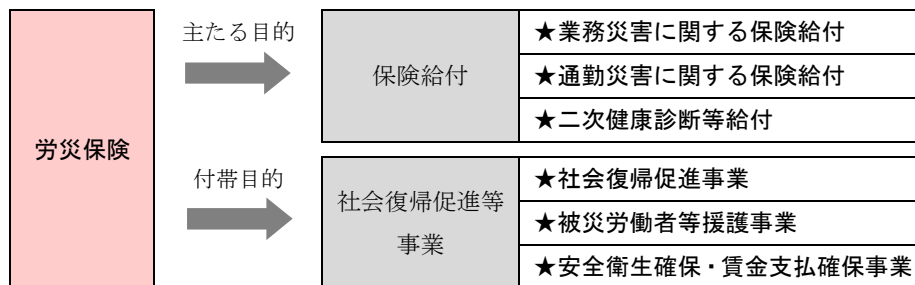 労災保険
主たる目的
保険給付
★業務災害に関する保険給付
★通勤災害に関する保険給付
★二次健康診断等給付
付帯目的
社会復帰促進等
事業
★社会復帰促進事業
★被災労働者等援護事業
★安全衛生確保・賃金支払確保事業